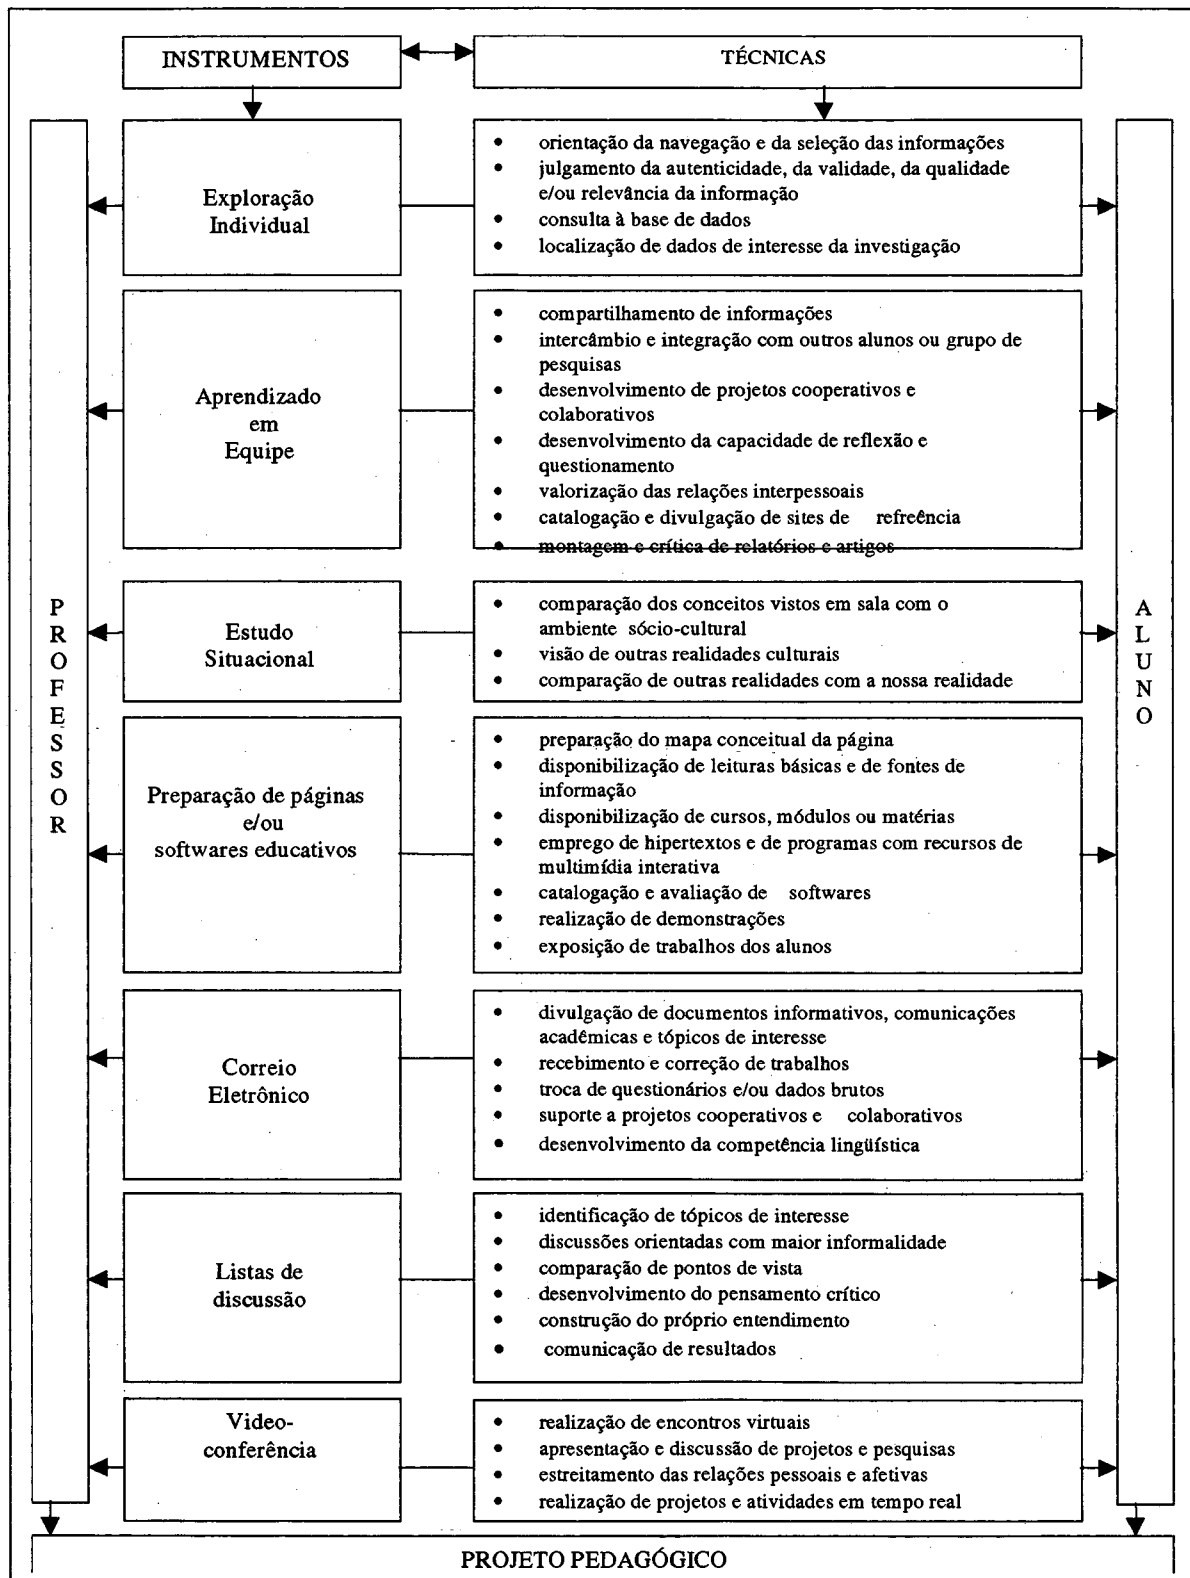 INSTRUMENTOS
TÉCNICAS
PROFESSOR
ALUNO
Exploração
Individual
• orientação da navegação e da seleção das informações
• julgamento da autenticidade, da validade, da qualidade
e/ou relevância da informação
• consulta à base de dados
• localização de dados de interesse da investigação
Aprendizado
em
Equipe
• compartilhamento de informações
• intercâmbio e integração com outros alunos ou grupo de
pesquisas
• desenvolvimento de projetos cooperativos e
colaborativos
• desenvolvimento da capacidade de reflexão e
questionamento
• valorização das relações interpessoais
• catalogação e divulgação de sites de refreência
• montagem e crítica de relatórios e artigos
Estudo
Situacional
• comparação dos conceitos vistos em sala com o
ambiente sócio-cultural
• visão de outras realidades culturais
• comparação de outras realidades com a nossa realidade
Preparação de páginas
e/ou
softwares educativos
• preparação do mapa conceitual da página
• disponibilização de leituras básicas e de fontes de
informação
• disponibilização de cursos, módulos ou matérias
• emprego de hipertextos e de programas com recursos de
multimídia interativa
• catalogação e avaliação de softwares
• realização de demonstrações
• exposição de trabalhos dos alunos
Correio
Eletrônico
• divulgação de documentos informativos, comunicações
acadêmicas e tópicos de interesse
• recebimento e correção de trabalhos
• troca de questionários e/ou dados brutos
• suporte a projetos cooperativos e colaborativos
• desenvolvimento da competência lingüística
Listas de
discussão
• identificação de tópicos de interesse
• discussões orientadas com maior informalidade
• comparação de pontos de vista
• desenvolvimento do pensamento crítico
• construção do próprio entendimento
• comunicação de resultados
Video-
conferência
• realização de encontros virtuais
• apresentação e discussão de projetos e pesquisas
• estreitamento das relações pessoais e afetivas
• realização de projetos e atividades em tempo real
PROJETO PEDAGÓGICO